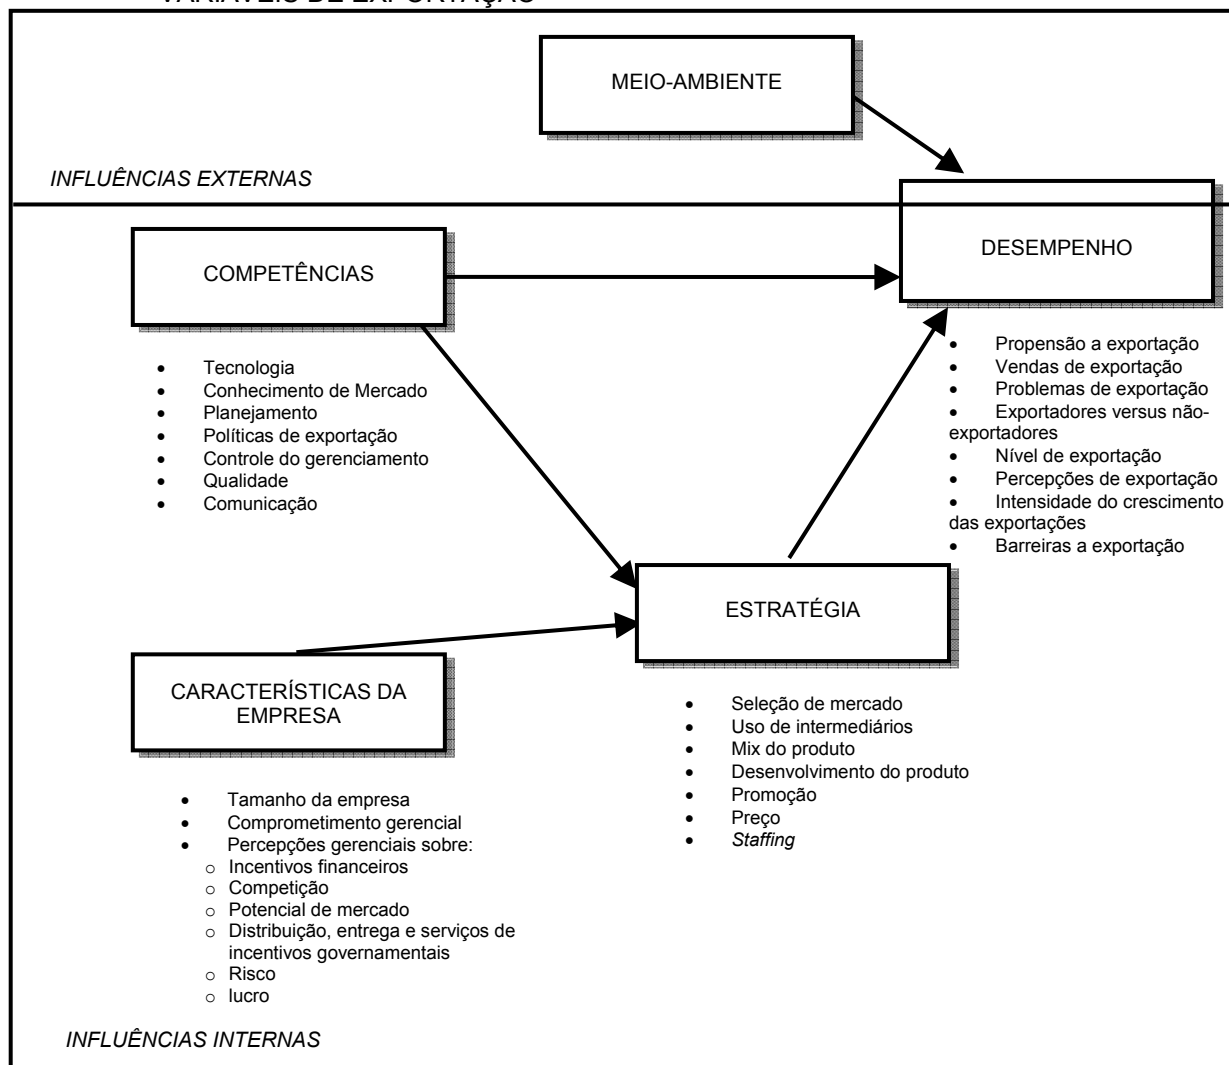 VARIÁVEIS DE EXPORTAÇÃO
MEIO-AMBIENTE
INFLUÊNCIAS EXTERNAS
DESEMPENHO
COMPETÊNCIAS
• Tecnologia
• Conhecimento de Mercado
• Planejamento
• Políticas de exportação
• Controle do gerenciamento
• Qualidade
• Comunicação
• Propensão a exportação
• Vendas de exportação
• Problemas de exportação
• Exportadores versus não-
exportadores
• Nível de exportação
• Percepções de exportação
• Intensidade do crescimento
das exportações
• Barreiras a exportação
ESTRATÉGIA
CARACTERÍSTICAS DA
EMPRESA
• Seleção de mercado
• Uso de intermediários
• Mix do produto
• Desenvolvimento do produto
• Promoção
• Preço
• Staffing
• Tamanho da empresa
• Comprometimento gerencial
• Percepções gerenciais sobre:
o Incentivos financeiros
o Competição
o Potencial de mercado
o Distribuição, entrega e serviços de
incentivos governamentais
o Risco
o lucro
INFLUÊNCIAS INTERNAS